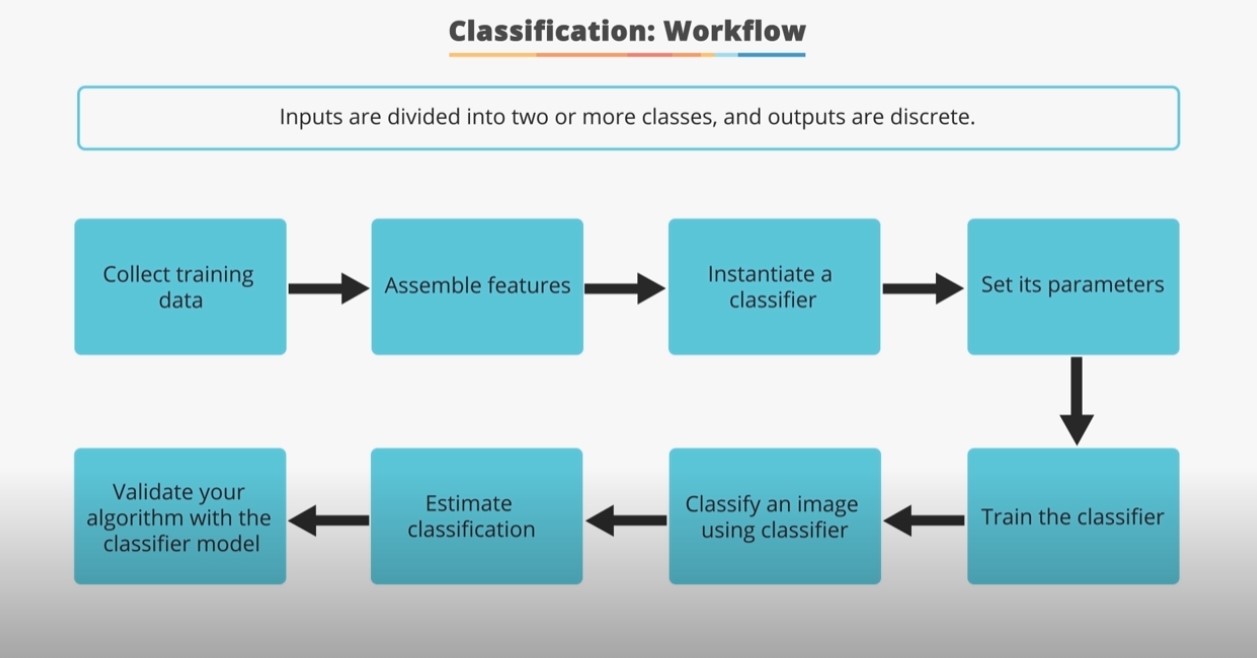 Classification: Workflow
Inputs are divided into two or more classes, and outputs are discrete.
Collect training
data
Assemble features
Instantiate a
classifier
Set its parameters
Train the classifier
Classify an image
using classifier
Estimate
classification
Validate your
algorithm with the
classifier model